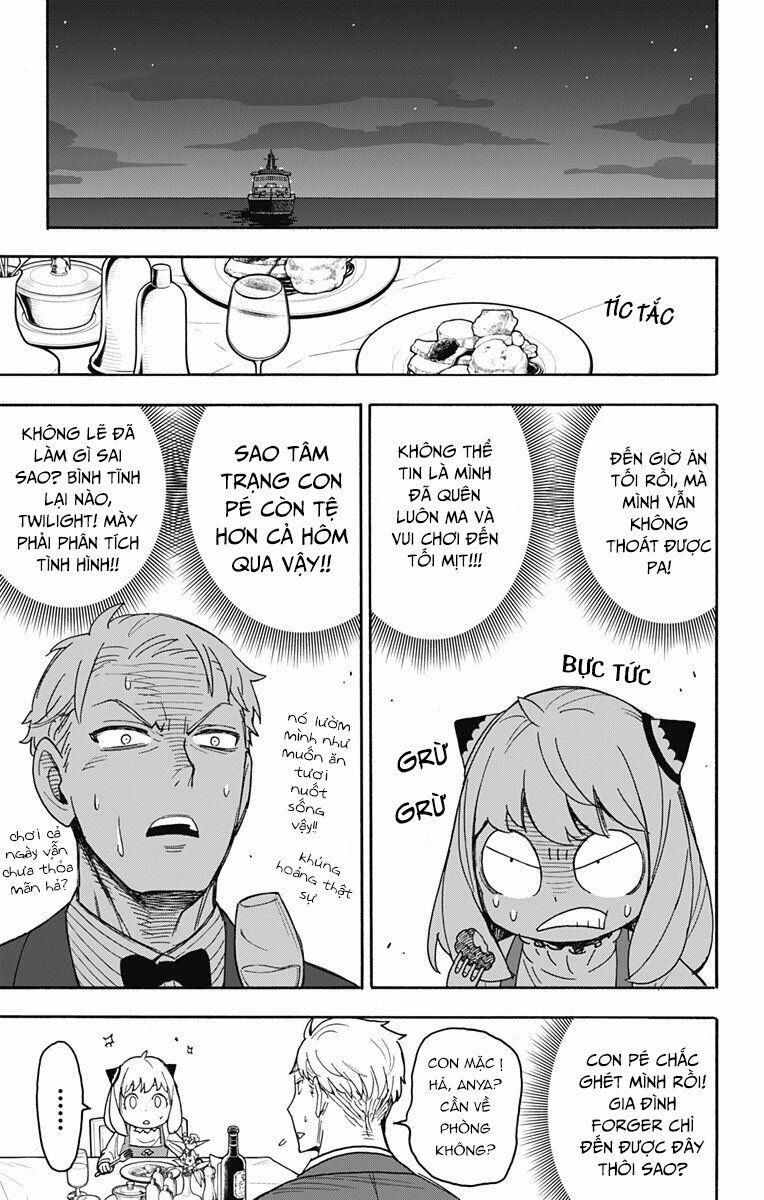 TÍC TẮC
ĐẾN GIỜ ĂN
TỐI RỒI, MÀ
MÌNH VẪN
KHÔNG
THOÁT ĐƯỢC
PA!
KHÔNG THỂ
TIN LÀ MÌNH
ĐÃ QUÊN
LUÔN MA VÀ
VUI CHƠI ĐẾN
TỐI MỊT!!!
BỰC TỨC
GRỪ
GRỪ
SAO TÂM
TRẠNG CON
PÉ CÒN TỆ
HƠN CẢ HÔM
QUA VẬY!!
KHÔNG LẼ ĐÃ
LÀM GÌ SAI
SAO? BÌNH TĨNH
LẠI NÀO,
TWILIGHT! MÀY
PHẢI PHÂN TÍCH
TÌNH HÌNH!!
nó lườm
mình như
muốn ăn
tươi
nuốt
sống
vậy!!
khủng
hoảng thật
sự
chơi cả
ngày vẫn
chưa thỏa
mãn hả?
CON PÉ CHẮC
GHÉT MÌNH RỒI!
GIA ĐÌNH
FORGER CHỈ
ĐẾN ĐƯỢC ĐÂY
THÔI SAO?
CON MẮC Ị
HẢ, ANYA?
CẦN VỀ
PHÒNG
KHÔNG?
......